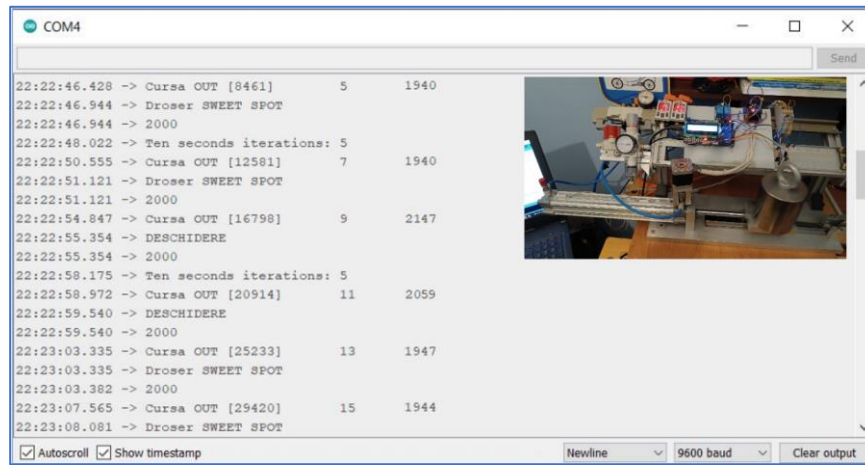 COM4
Send
22:22:46.428 -> Cursa OUT [8461] 5 1940
22:22:46.944 -> Droser SWEET SPOT
22:22:46.944 -> 2000
22:22:48.022 -> Ten seconds iterations: 5
22:22:50.555 -> Cursa OUT [12581] 7 1940
22:22:51.121 -> Droser SWEET SPOT
22:22:51.121 -> 2000
22:22:54.847 -> Cursa OUT [16798] 9 2147
22:22:55.354 -> DESCHIDERE
22:22:55.354 -> 2000
22:22:58.175 -> Ten seconds iterations: 5
22:22:58.972 -> Cursa OUT [20914] 11 2059
22:22:59.540 -> DESCHIDERE
22:22:59.540 -> 2000
22:23:03.335 -> Cursa OUT [25233] 13 1947
22:23:03.335 -> Droser SWEET SPOT
22:23:03.382 -> 2000
22:23:07.565 -> Cursa OUT [29420] 15 1944
22:23:08.081 -> Droser SWEET SPOT
Autoscroll Show timestamp Newline 9600 baud Clear output